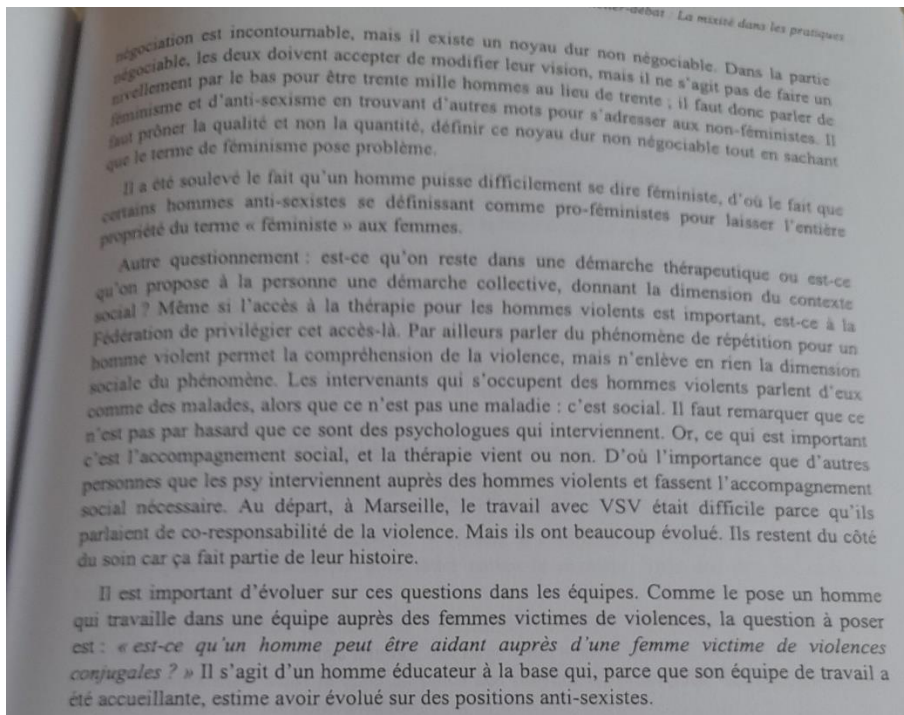 -débat : La mixité dans les pratiques
négociation est incontournable, mais il existe un noyau dur non négociable. Dans la partie
négociable, les deux doivent accepter de modifier leur vision, mais il ne s'agit pas de faire un
nivellement par le bas pour être trente mille hommes au lieu de trente ; il faut donc parler de
féminisme et d'anti-sexisme en trouvant d'autres mots pour s'adresser aux non-féministes. Il
faut prôner la qualité et non la quantité, définir ce noyau dur non négociable tout en sachant
que le terme de féminisme pose problème.
Il a été soulevé le fait qu'un homme puisse difficilement se dire féministe, d'où le fait que
certains hommes anti-sexistes se définissant comme pro-féministes pour laisser l'entière
propriété du terme « féministe » aux femmes.
Autre questionnement : est-ce qu'on reste dans une démarche thérapeutique ou est-ce
qu'on propose à la personne une démarche collective, donnant la dimension du contexte
social ? Même si l'accès à la thérapie pour les hommes violents est important, est-ce à la
Fédération de privilégier cet accès-là. Par ailleurs parler du phénomène de répétition pour un
homme violent permet la compréhension de la violence, mais n'enlève en rien la dimension
sociale du phénomène. Les intervenants qui s'occupent des hommes violents parlent d'eux
comme des malades, alors que ce n'est pas une maladie : c'est social. Il faut remarquer que ce
n'est pas par hasard que ce sont des psychologues qui interviennent. Or, ce qui est important
c'est l'accompagnement social, et la thérapie vient ou non. D'où l'importance que d'autres
personnes que les psy interviennent auprès des hommes violents et fassent l'accompagnement
social nécessaire. Au départ, à Marseille, le travail avec VSV était difficile parce qu'ils
parlaient de co-responsabilité de la violence. Mais ils ont beaucoup évolué. Ils restent du côté
du soin car ça fait partie de leur histoire.
Il est important d'évoluer sur ces questions dans les équipes. Comme le pose un homme
qui travaille dans une équipe auprès des femmes victimes de violences, la question à poser
est : « est-ce qu'un homme peut être aidant auprès d'une femme victime de violences
conjugales ? » Il s'agit d'un homme éducateur à la base qui, parce que son équipe de travail a
été accueillante, estime avoir évolué sur des positions anti-sexistes.